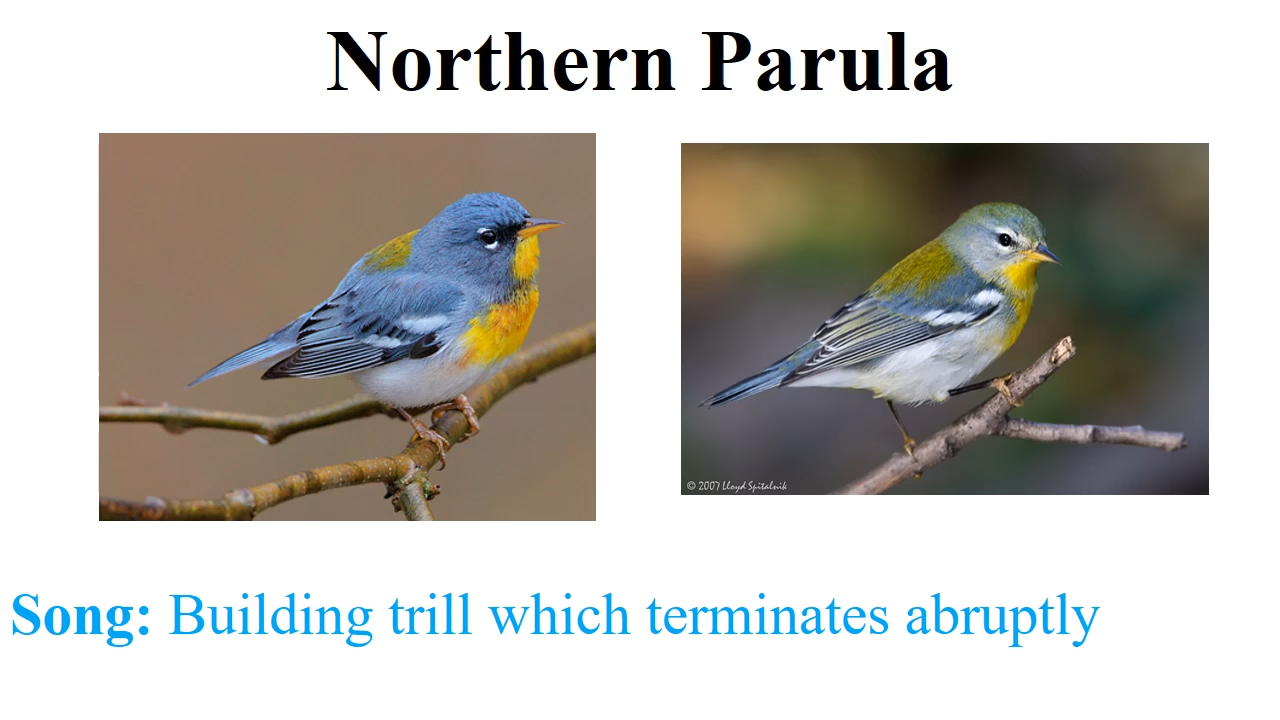 Northern Parula
© 2007 Lloyd Spitalnik
Song: Building trill which terminates abruptly